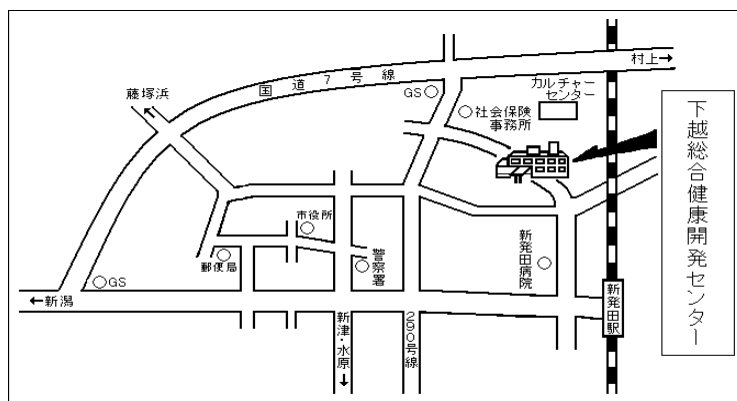 村上→
国道7号線
藤塚浜
GS
カルチャー
センター
社会保険
事務所
下越総合健康開発センター
市役所
郵便局
警察署
新発田病院
GS
←新潟
新津・水原
290号線
新発田駅